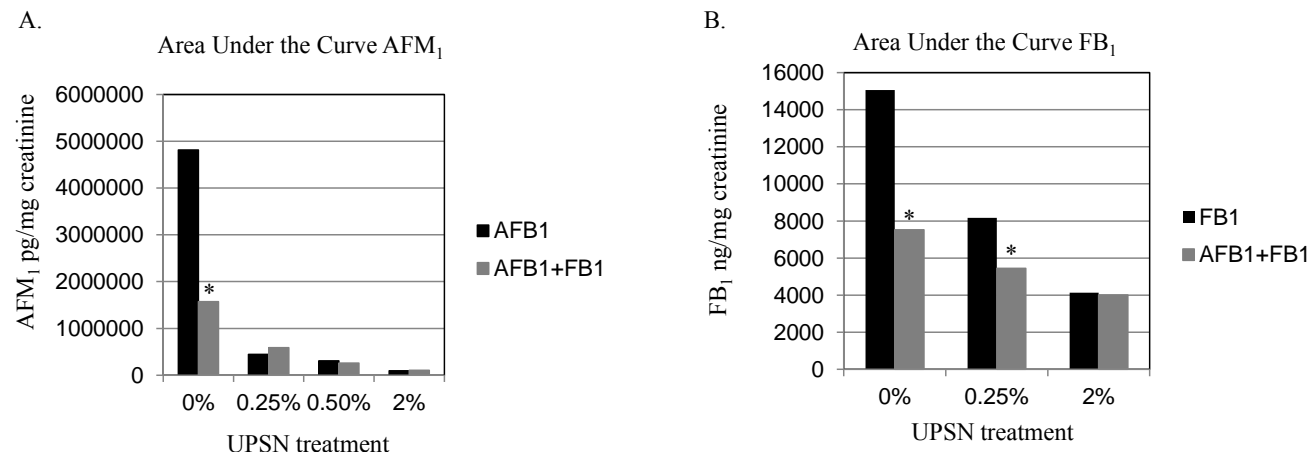 A.
Area Under the Curve AFM₁
AFM₁ pg/mg creatinine
6000000
5000000
4000000
3000000
2000000
1000000
0
*
0% 0.25% 0.50% 2%
UPSN treatment
AFB1
AFB1+FB1
B.
Area Under the Curve FB₁
FB₁ ng/mg creatinine
16000
14000
12000
10000
8000
6000
4000
2000
0
*
*
0% 0.25% 2%
UPSN treatment
FB1
AFB1+FB1